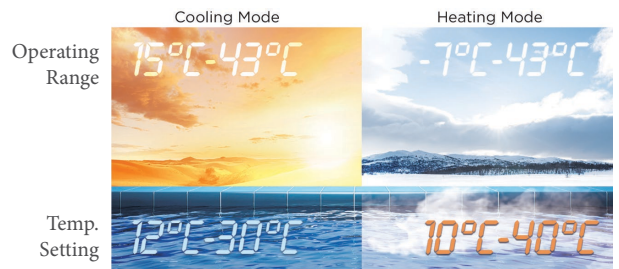 Cooling Mode Heating Mode
Operating
Range
15°C-43°C -7°C-43°C
Temp.
Setting
12°C-30°C 10°C-40°C